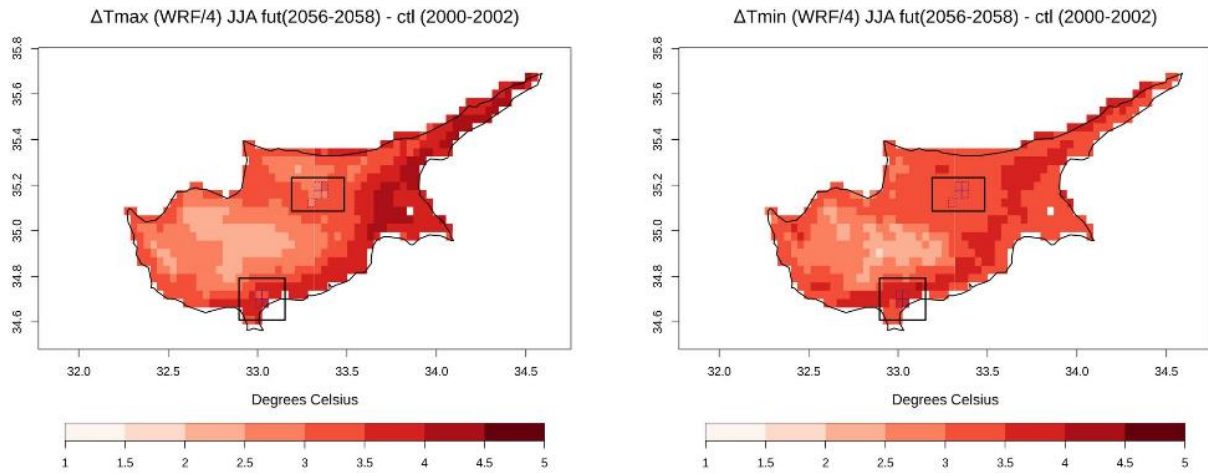 ΔTmax (WRF/4) JJA fut(2056-2058) - ctl (2000-2002)
35.8
35.6
35.4
35.2
35.0
34.8
34.6
32.0 32.5 33.0 33.5 34.0 34.5
Degrees Celsius
1 1.5 2 2.5 3 3.5 4 4.5 5
ΔTmin (WRF/4) JJA fut(2056-2058) - ctl (2000-2002)
35.8
35.6
35.4
35.2
35.0
34.8
34.6
32.0 32.5 33.0 33.5 34.0 34.5
Degrees Celsius
1 1.5 2 2.5 3 3.5 4 4.5 5